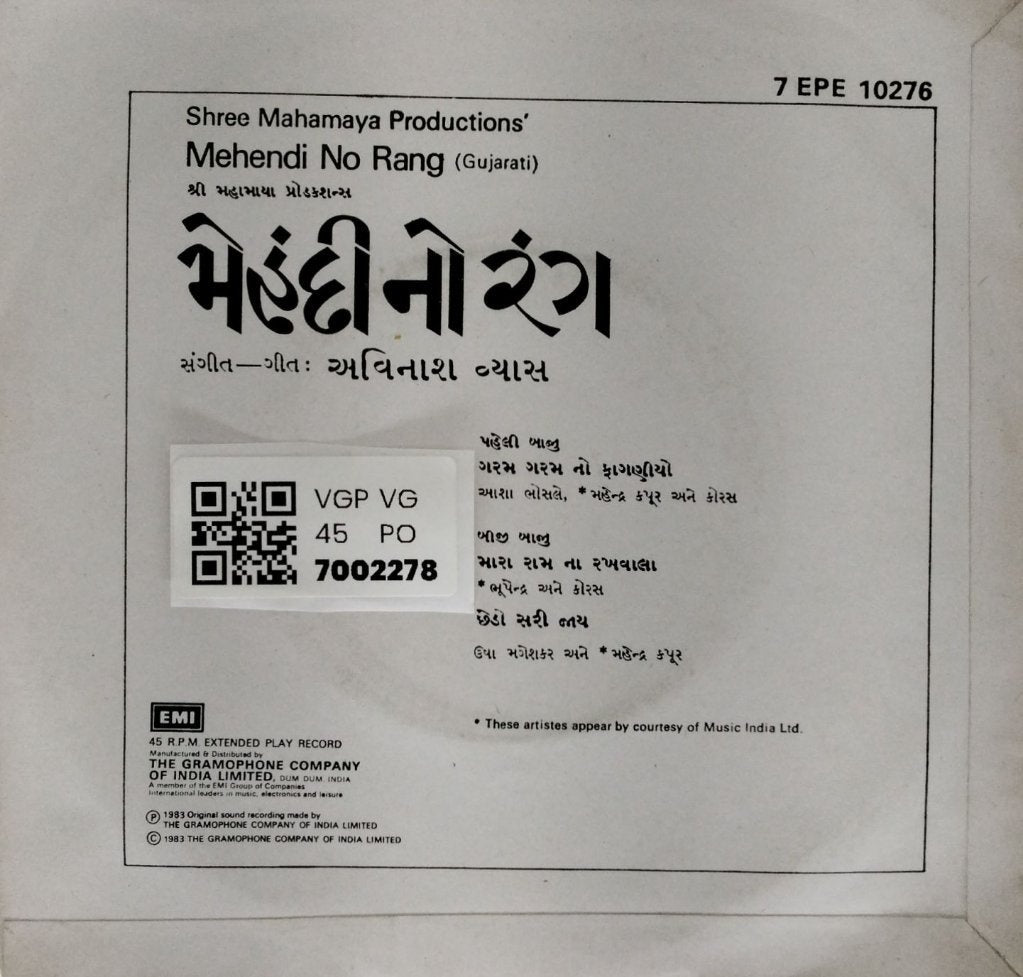 7 EPE 10276
Shree Mahamaya Productions'
Mehendi No Rang (Gujarati)
શ્રી મહામાયા પ્રોડકશન્સ
મેહંદી નો રંગ
સંગીત—ગીત: અવિનાશ વ્યાસ
પહેલી બાજુ
ગરમ ગરમ નો ફાગણીયો
આશા ભોસલે, *મહેન્દ્ર કપૂર અને કોરસ
VGP VG
45 PO
7002278
બીજી બાજુ
મારા રામ ના રખવાલા
*ભૂપેન્દ્ર અને કોરસ
છેડો સરી જાય
ઉષા મંગેશકર અને *મહેન્દ્ર કપૂર
* These artistes appear by courtesy of Music India Ltd.
EMI
45 R.P.M. EXTENDED PLAY RECORD
Manufactured & Distributed by
THE GRAMOPHONE COMPANY
OF INDIA LIMITED, DUM DUM, INDIA
A member of the EMI Group of Companies
International leaders in music, electronics and leisure
Ⓟ 1983 Original sound recording made by
THE GRAMOPHONE COMPANY OF INDIA LIMITED
© 1983 THE GRAMOPHONE COMPANY OF INDIA LIMITED